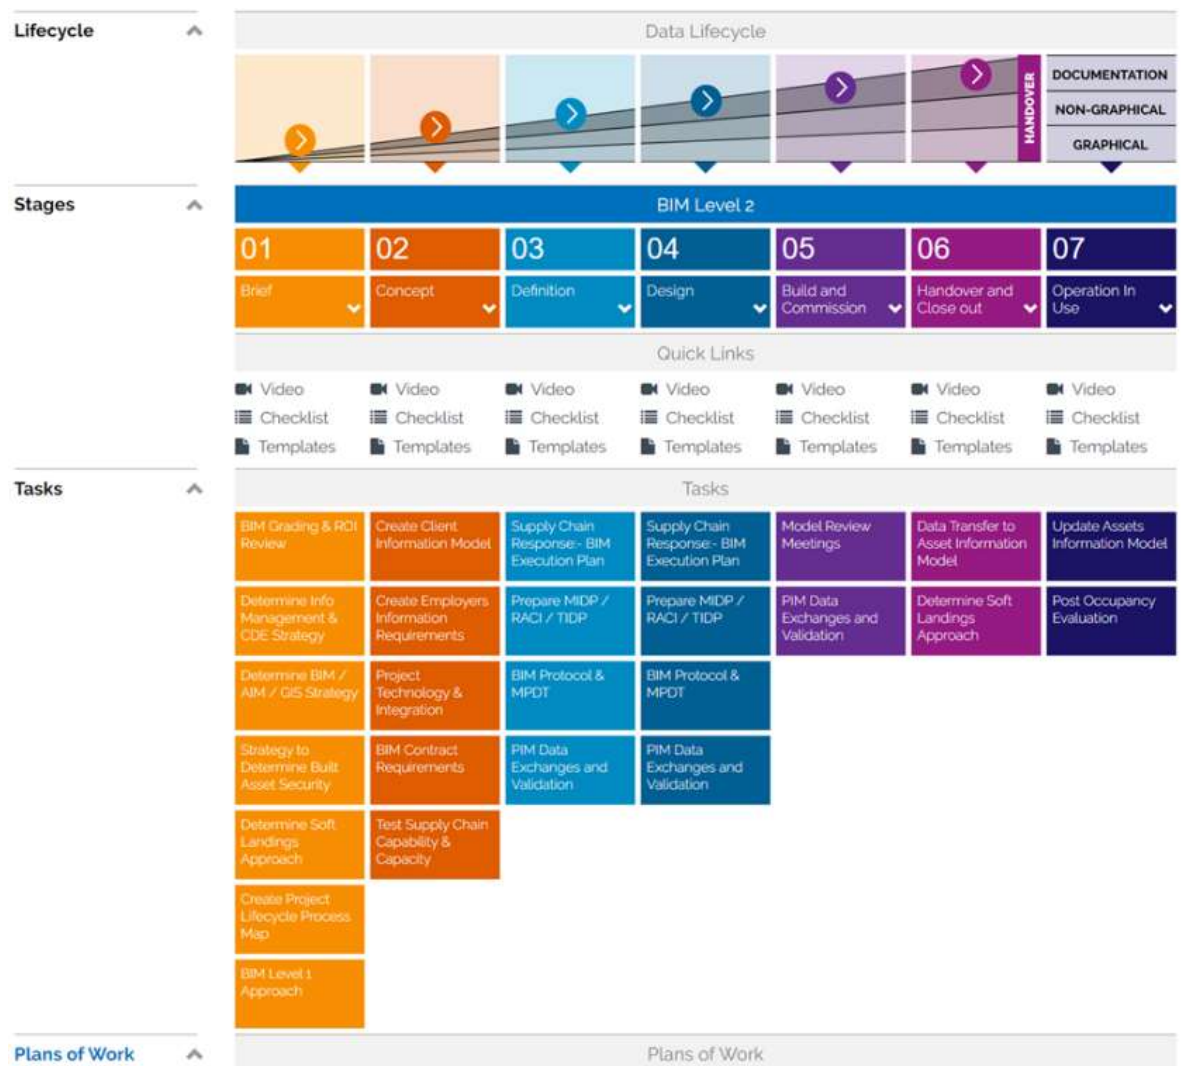 Lifecycle
Data Lifecycle
HANDOVER
DOCUMENTATION
NON-GRAPHICAL
GRAPHICAL
Stages
BIM Level 2
01
02
03
04
05
06
07
Brief
Concept
Definition
Design
Build and
Commission
Handover and
Close out
Operation In
Use
Quick Links
Video
Video
Video
Video
Video
Video
Video
Checklist
Checklist
Checklist
Checklist
Checklist
Checklist
Checklist
Templates
Templates
Templates
Templates
Templates
Templates
Templates
Tasks
Tasks
BIM Grading & ROI
Review
Create Client
Information Model
Supply Chain
Response:- BIM
Execution Plan
Supply Chain
Response:- BIM
Execution Plan
Model Review
Meetings
Data Transfer to
Asset Information
Model
Update Assets
Information Model
Determine Info
Management &
CDE Strategy
Create Employers
Information
Requirements
Prepare MIDP /
RACI / TIDP
Prepare MIDP /
RACI / TIDP
PIM Data
Exchanges and
Validation
Determine Soft
Landings
Approach
Post Occupancy
Evaluation
Determine BIM /
AIM / GIS Strategy
Project
Technology &
Integration
BIM Protocol &
MPDT
BIM Protocol &
MPDT
Strategy to
Determine Built
Asset Security
BIM Contract
Requirements
PIM Data
Exchanges and
Validation
PIM Data
Exchanges and
Validation
Determine Soft
Landings
Approach
Test Supply Chain
Capability &
Capacity
Create Project
Lifecycle Process
Map
BIM Level 1
Approach
Plans of Work
Plans of Work